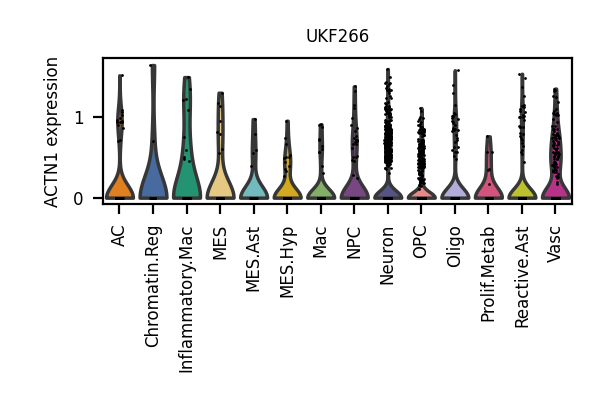 UKF266
ACTN1 expression
1
0
AC
Chromatin.Reg
Inflammatory.Mac
MES
MES.Ast
MES.Hyp
Mac
NPC
Neuron
OPC
Oligo
Prolif.Metab
Reactive.Ast
Vasc